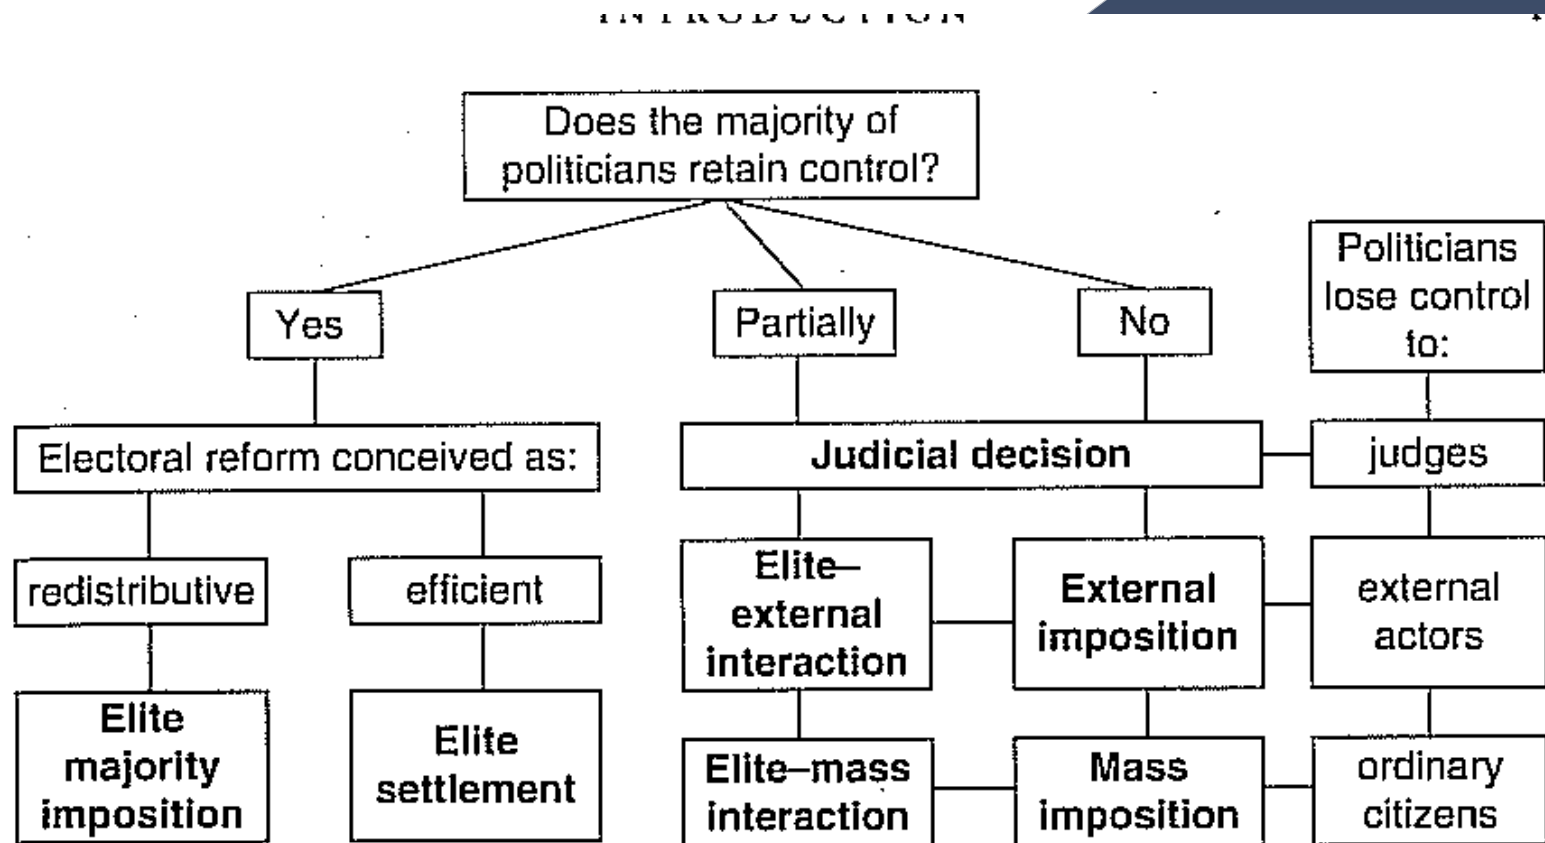 INTRODUCTION
Does the majority of
politicians retain control?
Yes
Partially
No
Politicians
lose control
to:
Electoral reform conceived as:
Judicial decision
judges
redistributive
efficient
Elite–
external
interaction
External
imposition
external
actors
Elite
majority
imposition
Elite
settlement
Elite–mass
interaction
Mass
imposition
ordinary
citizens